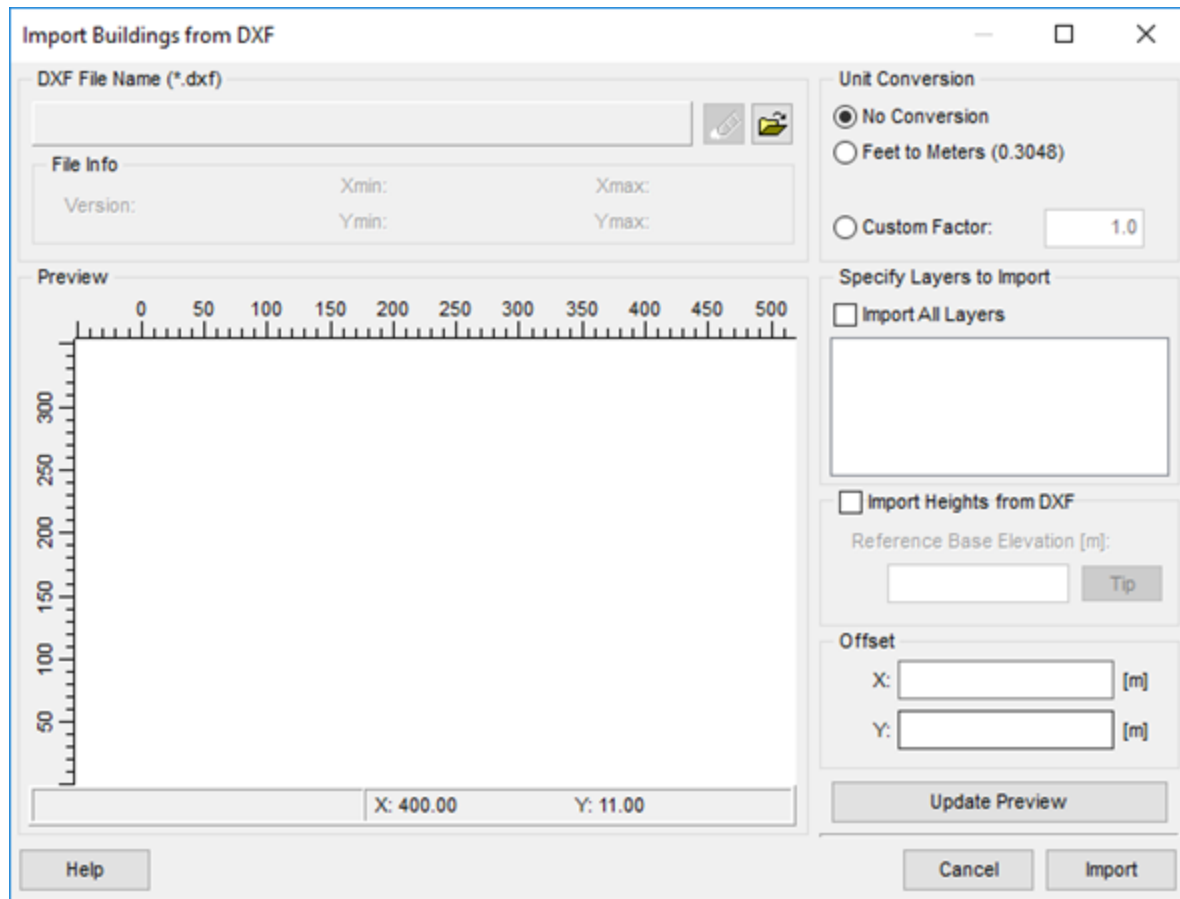 Import Buildings from DXF
DXF File Name (*.dxf)
File Info
Version:
Xmin:
Xmax:
Ymin:
Ymax:
Unit Conversion
No Conversion
Feet to Meters (0.3048)
Custom Factor: 1.0
Preview
0 50 100 150 200 250 300 350 400 450 500
300
250
200
150
100
50
X: 400.00 Y: 11.00
Specify Layers to Import
Import All Layers
Import Heights from DXF
Reference Base Elevation [m]:
Tip
Offset
X: [m]
Y: [m]
Update Preview
Help
Cancel
Import